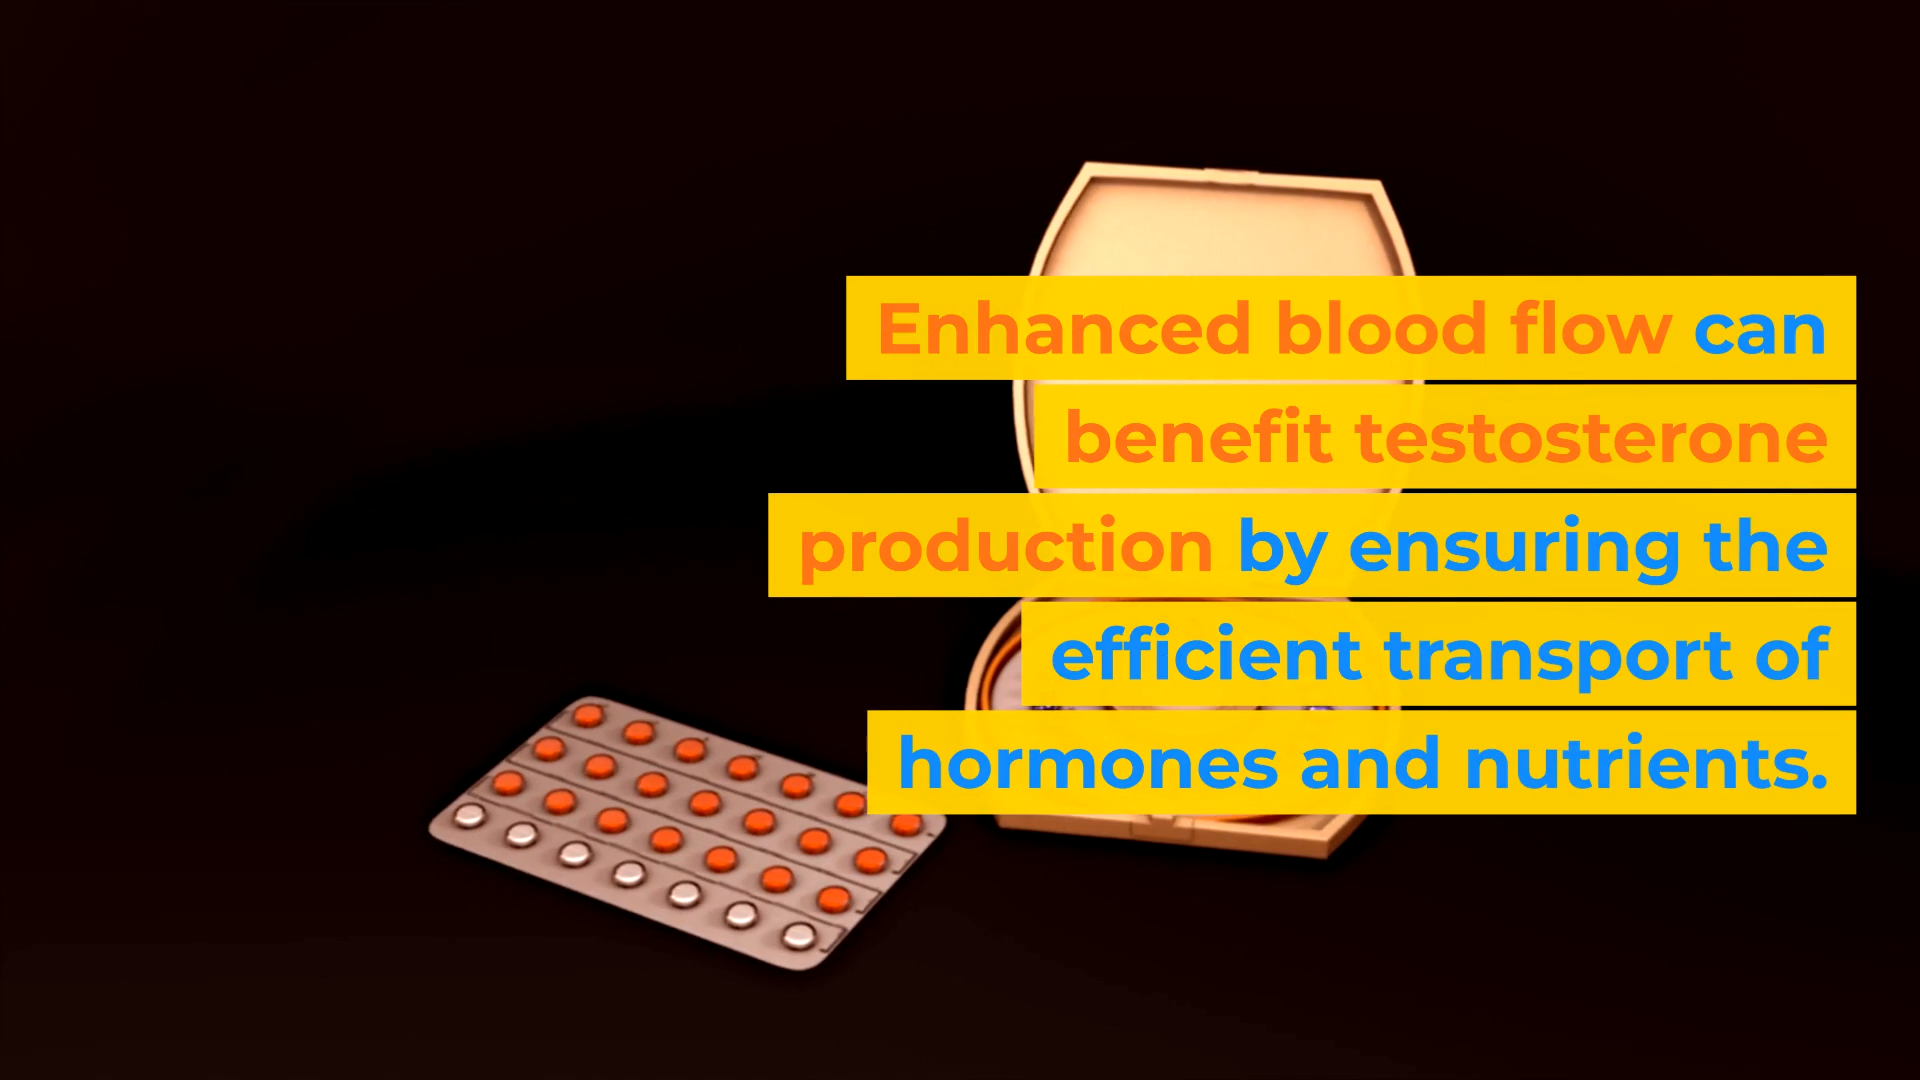 Enhanced blood flow can
benefit testosterone
production by ensuring the
efficient transport of
hormones and nutrients.